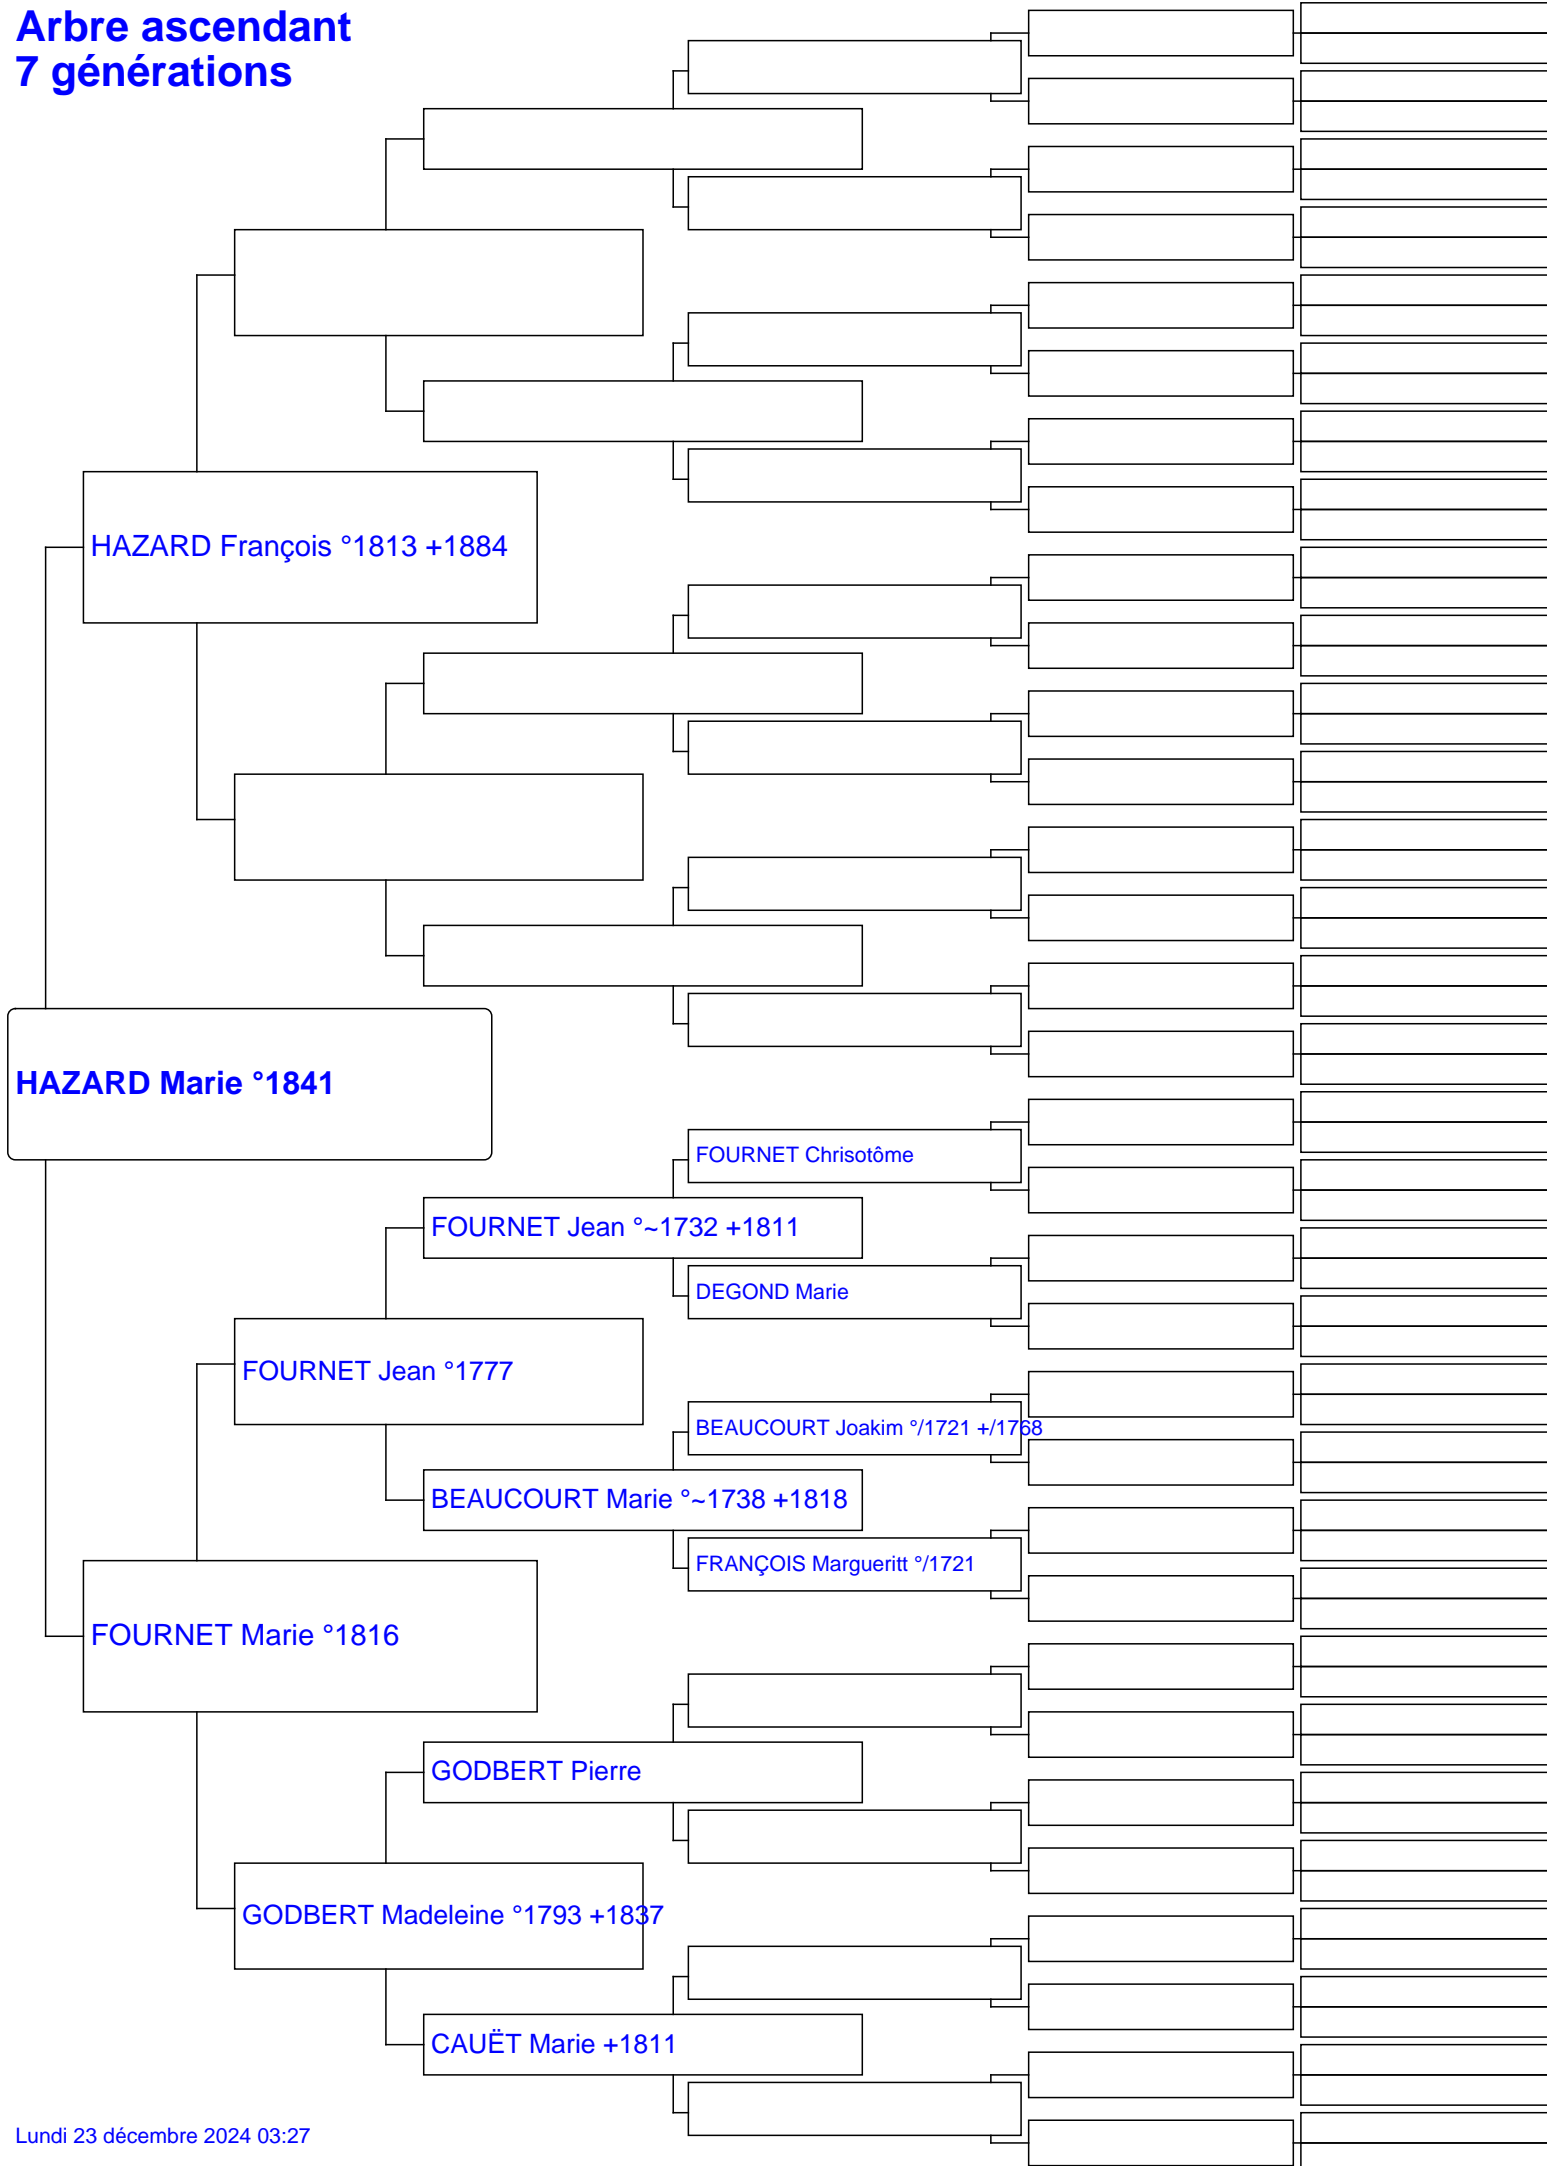 Arbre ascendant
7 générations
HAZARD François °1813 +1884
HAZARD Marie °1841
FOURNET Chrisotôme
FOURNET Jean °~1732 +1811
DEGOND Marie
FOURNET Jean °1777
BEAUCOURT Joakim °/1721 +/1768
BEAUCOURT Marie °~1738 +1818
FRANÇOIS Margueritt °/1721
FOURNET Marie °1816
GODBERT Pierre
GODBERT Madeleine °1793 +1837
CAUËT Marie +1811
Lundi 23 décembre 2024 03:27